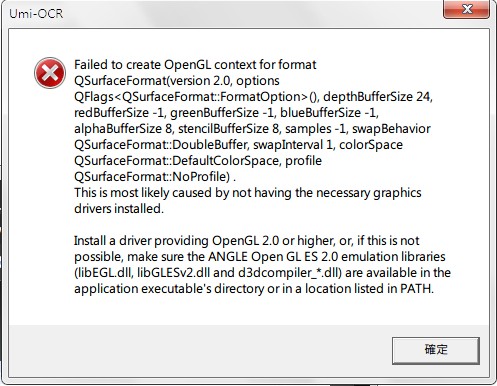 Umi-OCR
Failed to create OpenGL context for format
QSurfaceFormat(version 2.0, options
QFlags<QSurfaceFormat::FormatOption>(), depthBufferSize 24,
redBufferSize -1, greenBufferSize -1, blueBufferSize -1,
alphaBufferSize 8, stencilBufferSize 8, samples -1, swapBehavior
QSurfaceFormat::DoubleBuffer, swapInterval 1, colorSpace
QSurfaceFormat::DefaultColorSpace, profile
QSurfaceFormat::NoProfile) .
This is most likely caused by not having the necessary graphics
drivers installed.
Install a driver providing OpenGL 2.0 or higher, or, if this is not
possible, make sure the ANGLE Open GL ES 2.0 emulation libraries
(libEGL.dll, libGLESv2.dll and d3dcompiler_*.dll) are available in the
application executable's directory or in a location listed in PATH.
確定